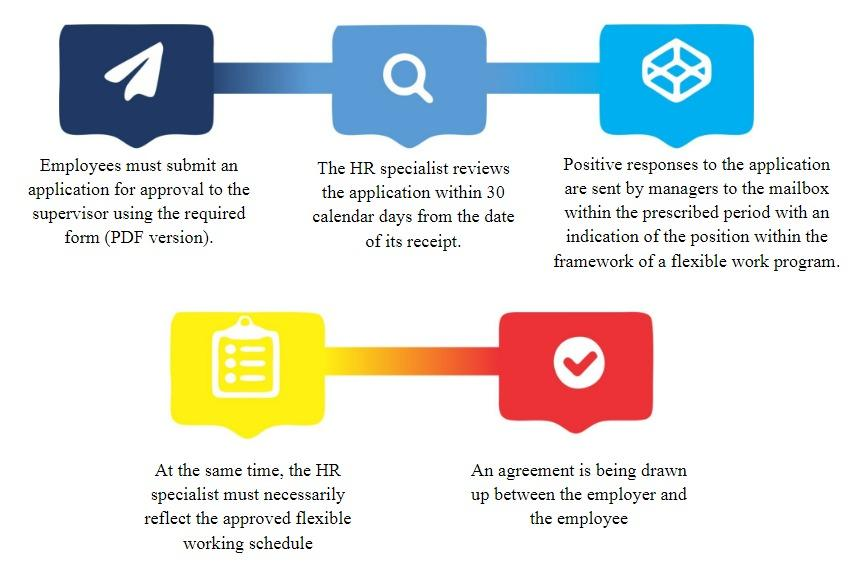 Employees must submit an
application for approval to the
supervisor using the required
form (PDF version).
The HR specialist reviews
the application within 30
calendar days from the date
of its receipt.
Positive responses to the application
are sent by managers to the mailbox
within the prescribed period with an
indication of the position within the
framework of a flexible work program.
At the same time, the HR
specialist must necessarily
reflect the approved flexible
working schedule
An agreement is being drawn
up between the employer and
the employee